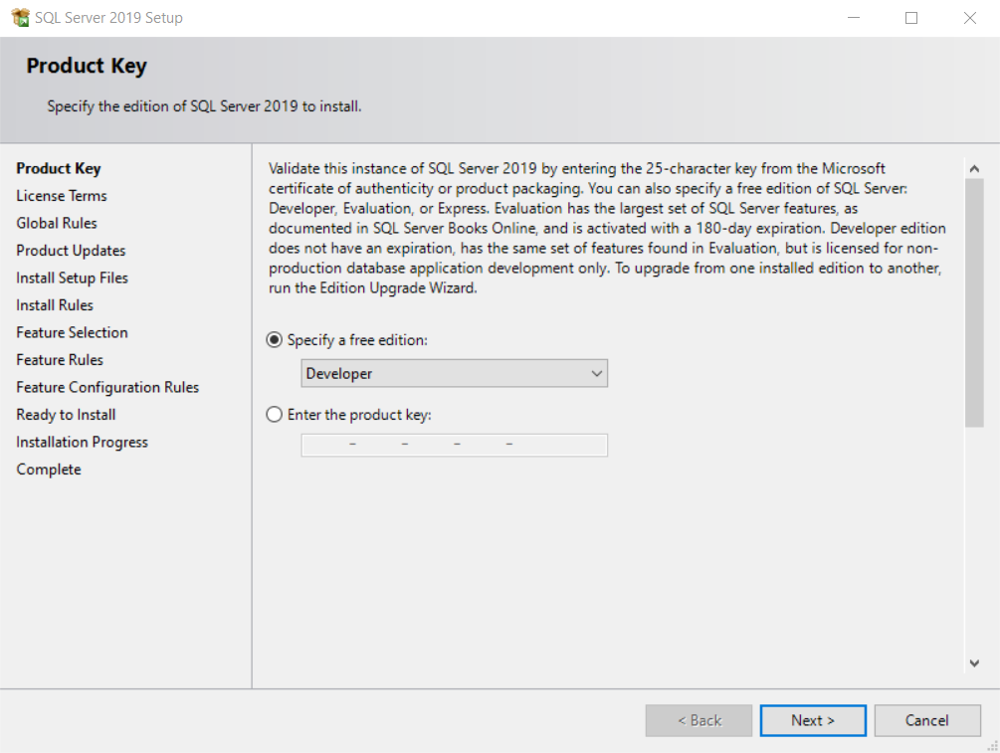 SQL Server 2019 Setup
Product Key
Specify the edition of SQL Server 2019 to install.
Product Key
License Terms
Global Rules
Product Updates
Install Setup Files
Install Rules
Feature Selection
Feature Rules
Feature Configuration Rules
Ready to Install
Installation Progress
Complete
Validate this instance of SQL Server 2019 by entering the 25-character key from the Microsoft
certificate of authenticity or product packaging. You can also specify a free edition of SQL Server:
Developer, Evaluation, or Express. Evaluation has the largest set of SQL Server features, as
documented in SQL Server Books Online, and is activated with a 180-day expiration. Developer edition
does not have an expiration, has the same set of features found in Evaluation, but is licensed for non-
production database application development only. To upgrade from one installed edition to another,
run the Edition Upgrade Wizard.
Specify a free edition:
Developer
Enter the product key:
– – – –
< Back
Next >
Cancel